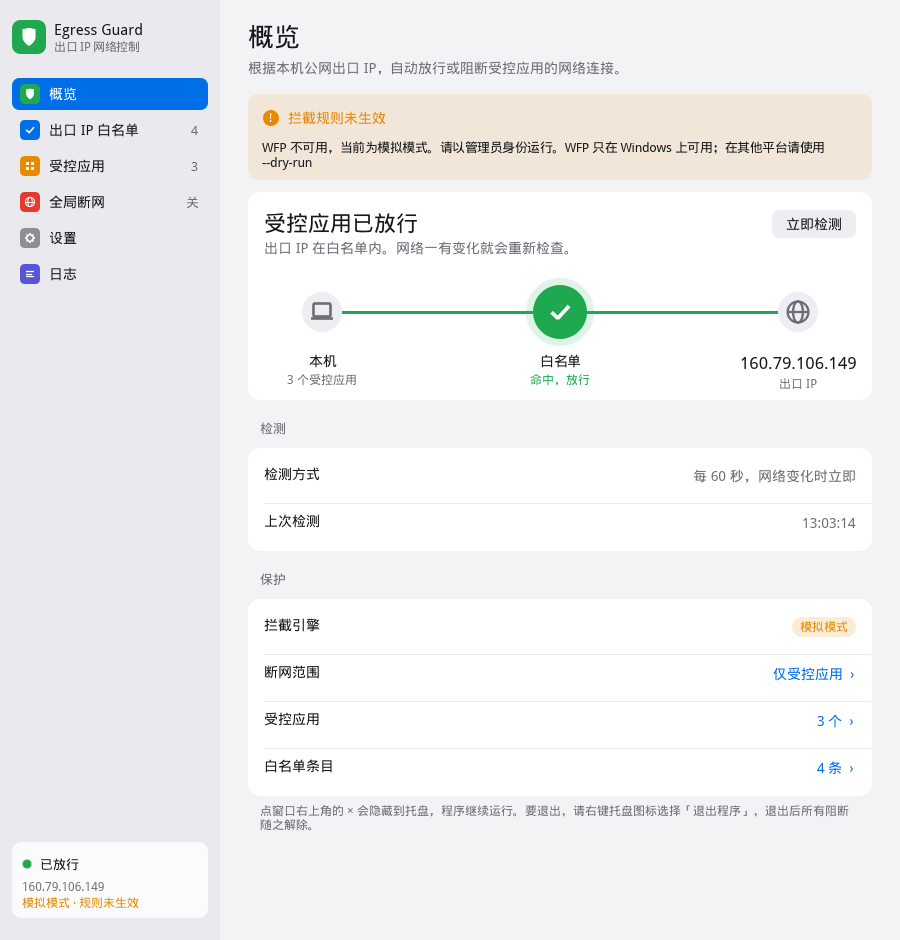 Egress Guard
出口 IP 网络控制
概览
出口 IP 白名单 4
受控应用 3
全局断网 关
设置
日志
已放行
160.79.106.149
模拟模式 · 规则未生效
概览
根据本机公网出口 IP，自动放行或阻断受控应用的网络连接。
拦截规则未生效
WFP 不可用，当前为模拟模式。请以管理员身份运行。WFP 只在 Windows 上可用；在其他平台请使用
--dry-run
受控应用已放行
立即检测
出口 IP 在白名单内。网络一有变化就会重新检查。
本机 白名单 160.79.106.149
3 个受控应用 命中，放行 出口 IP
检测
检测方式 每 60 秒，网络变化时立即
上次检测 13:03:14
保护
拦截引擎 模拟模式
断网范围 仅受控应用 ›
受控应用 3 个 ›
白名单条目 4 条 ›
点窗口右上角的 × 会隐藏到托盘，程序继续运行。要退出，请右键托盘图标选择「退出程序」，退出后所有阻断
随之解除。